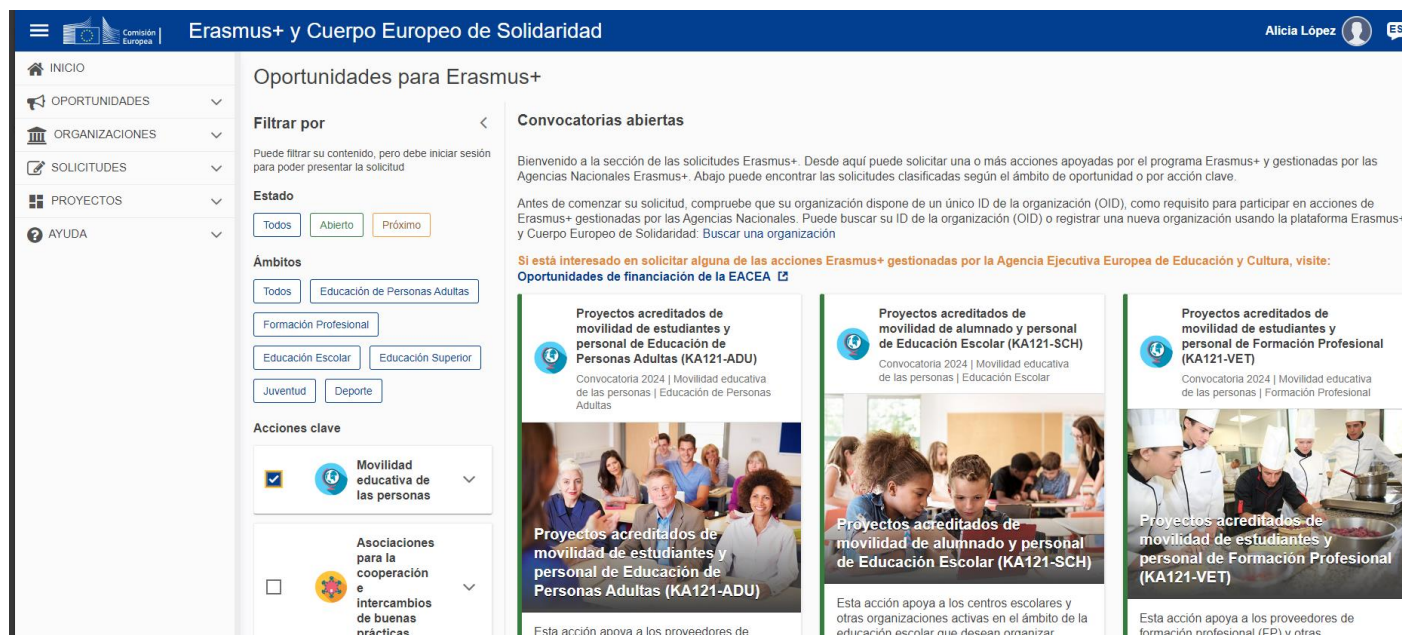 Comisión
Europea
Erasmus+ y Cuerpo Europeo de Solidaridad
Alicia López
ES
INICIO
OPORTUNIDADES
ORGANIZACIONES
SOLICITUDES
PROYECTOS
AYUDA
Oportunidades para Erasmus+
Filtrar por
Puede filtrar su contenido, pero debe iniciar sesión
para poder presentar la solicitud
Estado
Todos
Abierto
Próximo
Ámbitos
Todos
Educación de Personas Adultas
Formación Profesional
Educación Escolar
Educación Superior
Juventud
Deporte
Acciones clave
Movilidad
educativa de
las personas
Asociaciones
para la
cooperación
e
intercambios
de buenas
prácticas
Convocatorias abiertas
Bienvenido a la sección de las solicitudes Erasmus+. Desde aquí puede solicitar una o más acciones apoyadas por el programa Erasmus+ y gestionadas por las
Agencias Nacionales Erasmus+. Abajo puede encontrar las solicitudes clasificadas según el ámbito de oportunidad o por acción clave.
Antes de comenzar su solicitud, compruebe que su organización dispone de un único ID de la organización (OID), como requisito para participar en acciones de
Erasmus+ gestionadas por las Agencias Nacionales. Puede buscar su ID de la organización (OID) o registrar una nueva organización usando la plataforma Erasmus+
y Cuerpo Europeo de Solidaridad: Buscar una organización
Si está interesado en solicitar alguna de las acciones Erasmus+ gestionadas por la Agencia Ejecutiva Europea de Educación y Cultura, visite:
Oportunidades de financiación de la EACEA
Proyectos acreditados de
movilidad de estudiantes y
personal de Educación de
Personas Adultas (KA121-ADU)
Convocatoria 2024 | Movilidad educativa
de las personas | Educación de Personas
Adultas
Proyectos acreditados de
movilidad de estudiantes y
personal de Educación de
Personas Adultas (KA121-ADU)
Esta acción apoya a los proveedores de
Proyectos acreditados de
movilidad de alumnado y personal
de Educación Escolar (KA121-SCH)
Convocatoria 2024 | Movilidad educativa
de las personas | Educación Escolar
Proyectos acreditados de
movilidad de alumnado y personal
de Educación Escolar (KA121-SCH)
Esta acción apoya a los centros escolares y
otras organizaciones activas en el ámbito de la
educación escolar que desean organizar
Proyectos acreditados de
movilidad de estudiantes y
personal de Formación Profesional
(KA121-VET)
Convocatoria 2024 | Movilidad educativa
de las personas | Formación Profesional
Proyectos acreditados de
movilidad de estudiantes y
personal de Formación Profesional
(KA121-VET)
Esta acción apoya a los proveedores de
formación profesional (FP) y otras